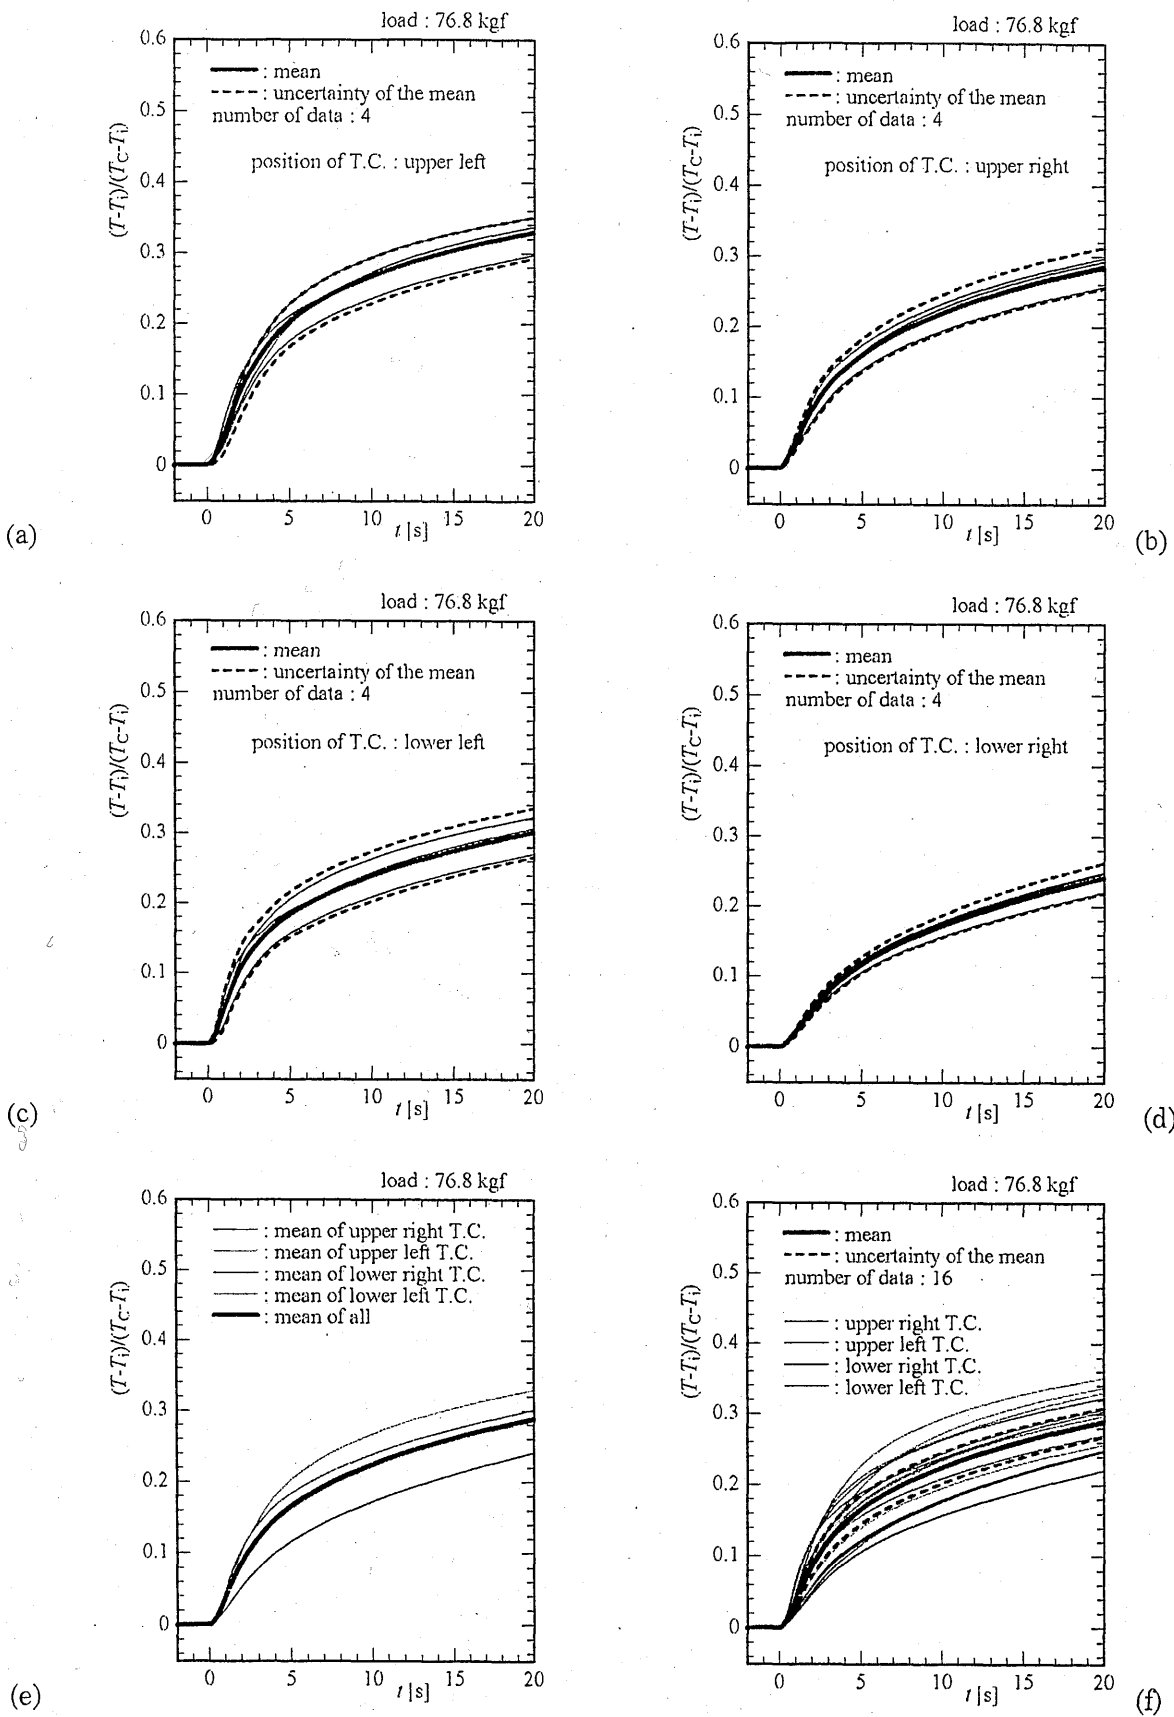 load : 76.8 kgf
0.6
0.5
0.4
0.3
0.2
0.1
0
(T-Ti)/(TC-Ti)
: mean
: uncertainty of the mean
number of data : 4
position of T.C. : upper left
0 5 10 15 20
t [s]
(a)
load : 76.8 kgf
0.6
0.5
0.4
0.3
0.2
0.1
0
(T-Ti)/(TC-Ti)
: mean
: uncertainty of the mean
number of data : 4
position of T.C. : upper right
0 5 10 15 20
t [s]
(b)
load : 76.8 kgf
0.6
0.5
0.4
0.3
0.2
0.1
0
(T-Ti)/(TC-Ti)
: mean
: uncertainty of the mean
number of data : 4
position of T.C. : lower left
0 5 10 15 20
t [s]
(c)
load : 76.8 kgf
0.6
0.5
0.4
0.3
0.2
0.1
0
(T-Ti)/(TC-Ti)
: mean
: uncertainty of the mean
number of data : 4
position of T.C. : lower right
0 5 10 15 20
t [s]
(d)
load : 76.8 kgf
0.6
0.5
0.4
0.3
0.2
0.1
0
(T-Ti)/(TC-Ti)
: mean of upper right T.C.
: mean of upper left T.C.
: mean of lower right T.C.
: mean of lower left T.C.
: mean of all
0 5 10 15 20
t [s]
(e)
load : 76.8 kgf
0.6
0.5
0.4
0.3
0.2
0.1
0
(T-Ti)/(TC-Ti)
: mean
: uncertainty of the mean
number of data : 16
: upper right T.C.
: upper left T.C.
: lower right T.C.
: lower left T.C.
0 5 10 15 20
t [s]
(f)